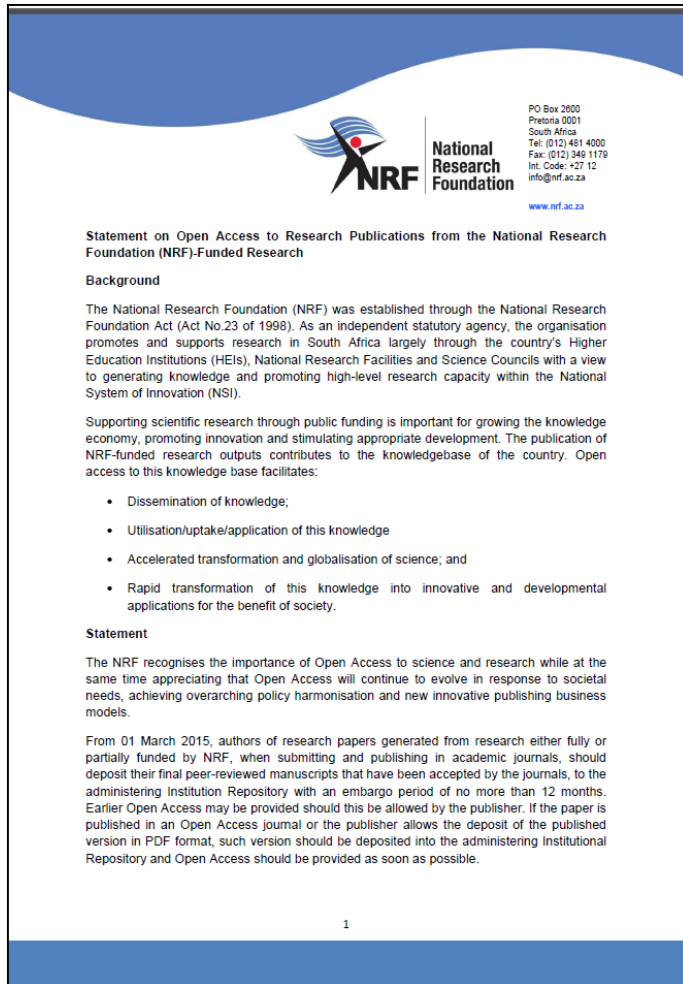 PO Box 2600
Pretoria 0001
South Africa
Tel: (012) 481 4000
Fax: (012) 349 1179
Int. Code: +27 12
info@nrf.ac.za
www.nrf.ac.za
NRF
National
Research
Foundation
Statement on Open Access to Research Publications from the National Research
Foundation (NRF)-Funded Research
Background
The National Research Foundation (NRF) was established through the National Research
Foundation Act (Act No.23 of 1998). As an independent statutory agency, the organisation
promotes and supports research in South Africa largely through the country's Higher
Education Institutions (HEIs), National Research Facilities and Science Councils with a view
to generating knowledge and promoting high-level research capacity within the National
System of Innovation (NSI).
Supporting scientific research through public funding is important for growing the knowledge
economy, promoting innovation and stimulating appropriate development. The publication of
NRF-funded research outputs contributes to the knowledgebase of the country. Open
access to this knowledge base facilitates:
• Dissemination of knowledge;
• Utilisation/uptake/application of this knowledge
• Accelerated transformation and globalisation of science; and
• Rapid transformation of this knowledge into innovative and developmental
applications for the benefit of society.
Statement
The NRF recognises the importance of Open Access to science and research while at the
same time appreciating that Open Access will continue to evolve in response to societal
needs, achieving overarching policy harmonisation and new innovative publishing business
models.
From 01 March 2015, authors of research papers generated from research either fully or
partially funded by NRF, when submitting and publishing in academic journals, should
deposit their final peer-reviewed manuscripts that have been accepted by the journals, to the
administering Institution Repository with an embargo period of no more than 12 months.
Earlier Open Access may be provided should this be allowed by the publisher. If the paper is
published in an Open Access journal or the publisher allows the deposit of the published
version in PDF format, such version should be deposited into the administering Institutional
Repository and Open Access should be provided as soon as possible.
1